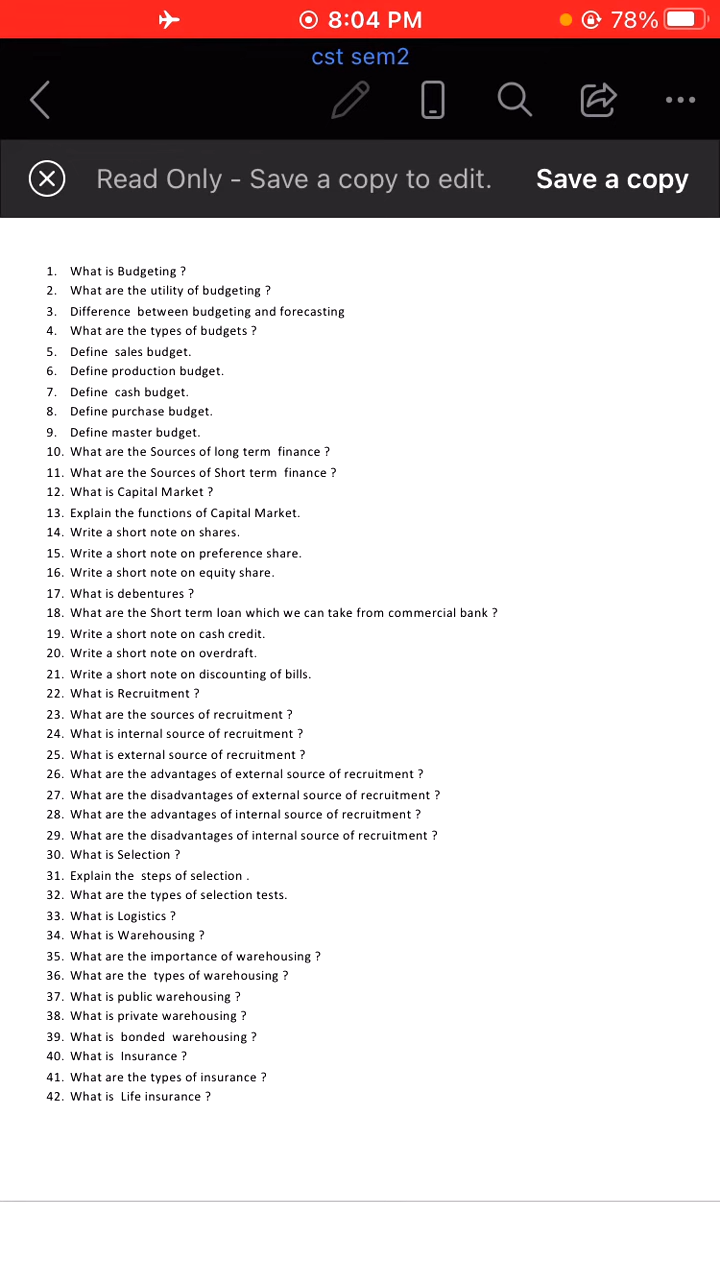 8:04 PM
78%
cst sem2
Read Only - Save a copy to edit. Save a copy
1. What is Budgeting ?
2. What are the utility of budgeting ?
3. Difference between budgeting and forecasting
4. What are the types of budgets ?
5. Define sales budget.
6. Define production budget.
7. Define cash budget.
8. Define purchase budget.
9. Define master budget.
10. What are the Sources of long term finance ?
11. What are the Sources of Short term finance ?
12. What is Capital Market ?
13. Explain the functions of Capital Market.
14. Write a short note on shares.
15. Write a short note on preference share.
16. Write a short note on equity share.
17. What is debentures ?
18. What are the Short term loan which we can take from commercial bank ?
19. Write a short note on cash credit.
20. Write a short note on overdraft.
21. Write a short note on discounting of bills.
22. What is Recruitment ?
23. What are the sources of recruitment ?
24. What is internal source of recruitment ?
25. What is external source of recruitment ?
26. What are the advantages of external source of recruitment ?
27. What are the disadvantages of external source of recruitment ?
28. What are the advantages of internal source of recruitment ?
29. What are the disadvantages of internal source of recruitment ?
30. What is Selection ?
31. Explain the steps of selection .
32. What are the types of selection tests.
33. What is Logistics ?
34. What is Warehousing ?
35. What are the importance of warehousing ?
36. What are the types of warehousing ?
37. What is public warehousing ?
38. What is private warehousing ?
39. What is bonded warehousing ?
40. What is Insurance ?
41. What are the types of insurance ?
42. What is Life insurance ?